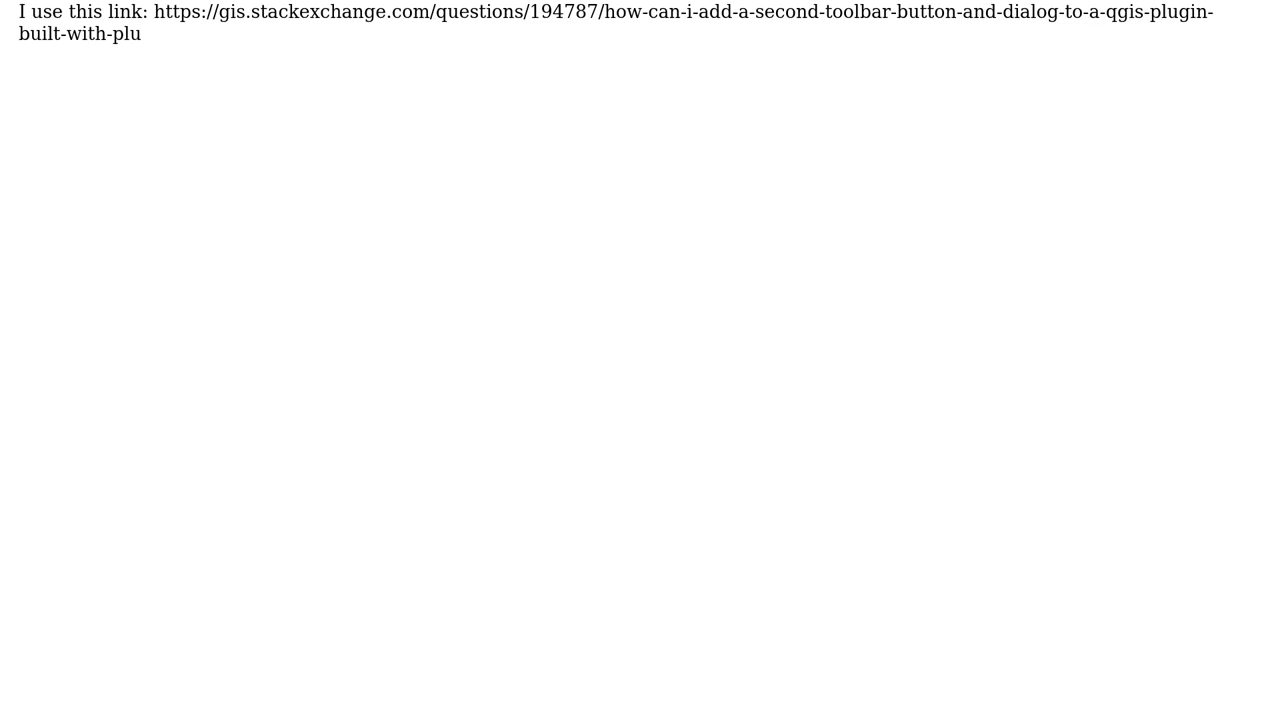 I use this link: https://gis.stackexchange.com/questions/194787/how-can-i-add-a-second-toolbar-button-and-dialog-to-a-qgis-plugin-
built-with-plu